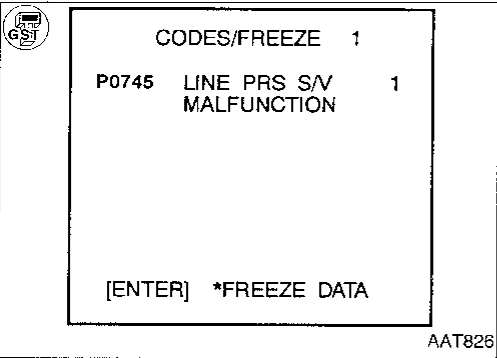 GST
CODES/FREEZE 1
P0745 LINE PRS S/V 1
MALFUNCTION
[ENTER] *FREEZE DATA
AAT826